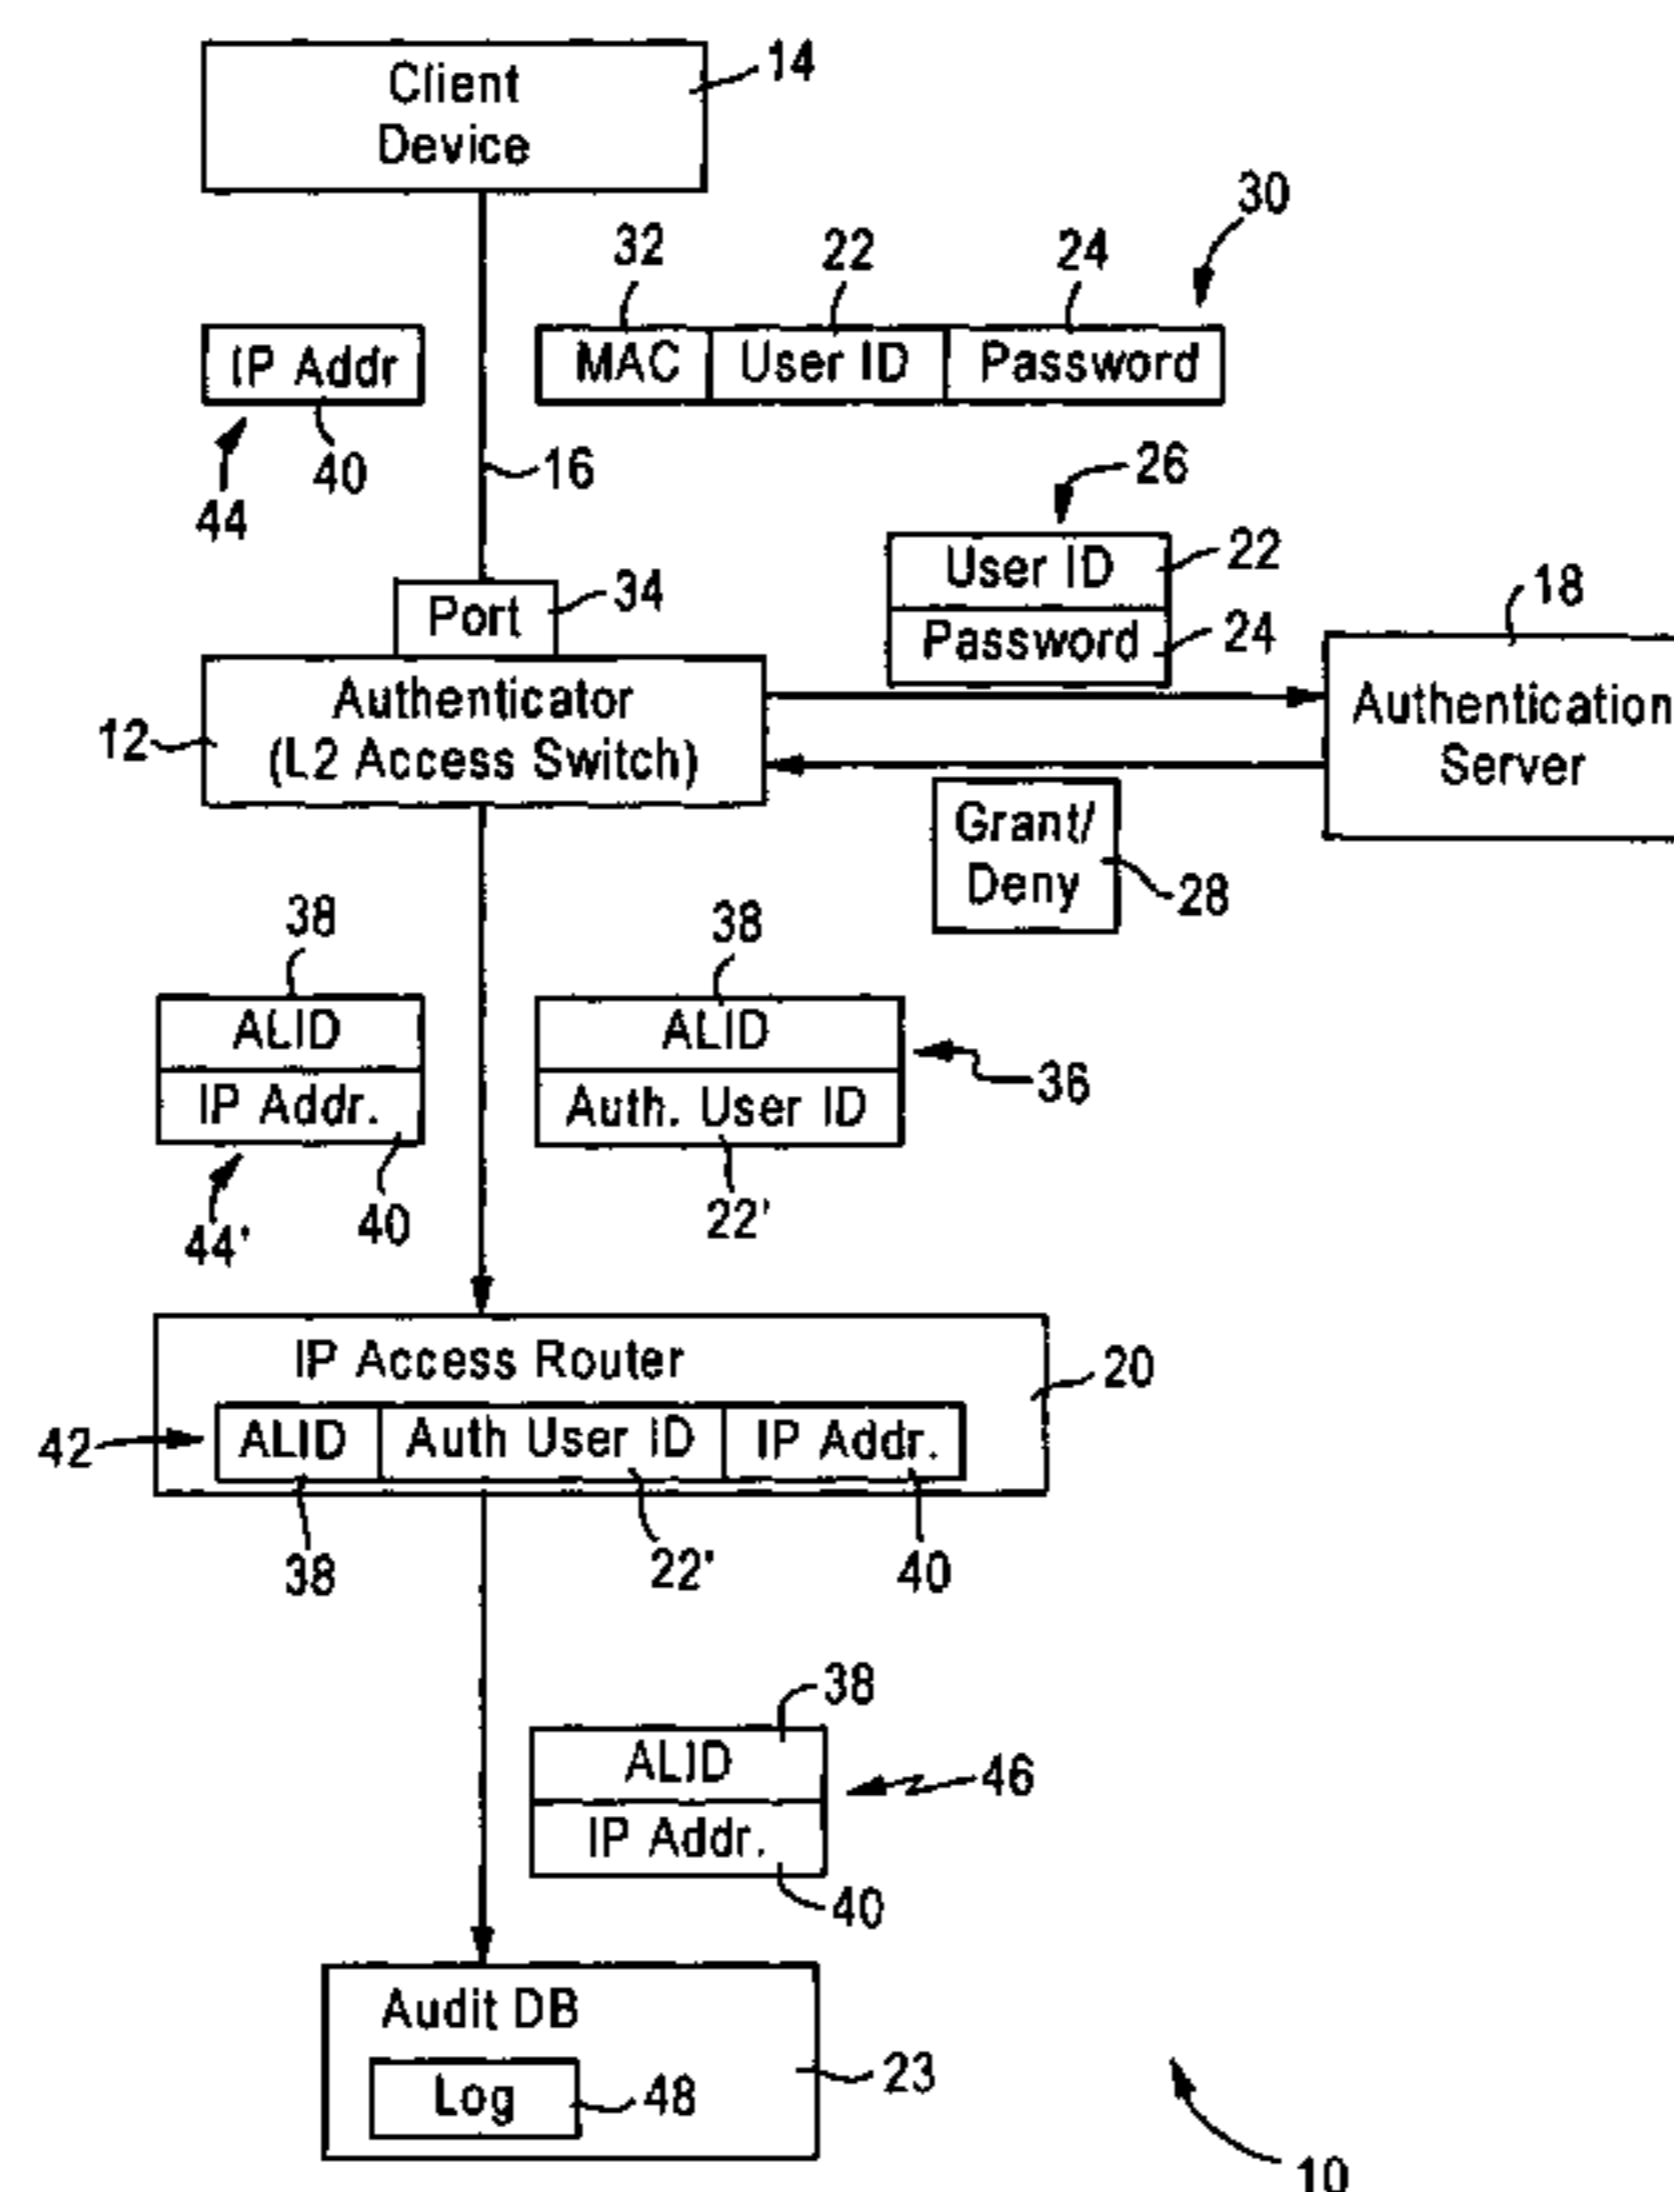 Client
Device
14
30
32
22
24
IP Addr
MAC
User ID
Password
40
44
16
26
User ID
22
Password
24
Port
34
18
12
Authenticator
(L2 Access Switch)
Authentication
Server
Grant/
Deny
28
38
38
ALID
IP Addr.
ALID
Auth. User ID
36
40
44'
22'
IP Access Router
20
42
ALID
Auth User ID
IP Addr.
38
22'
40
38
ALID
IP Addr.
46
40
Audit DB
Log
48
23
10